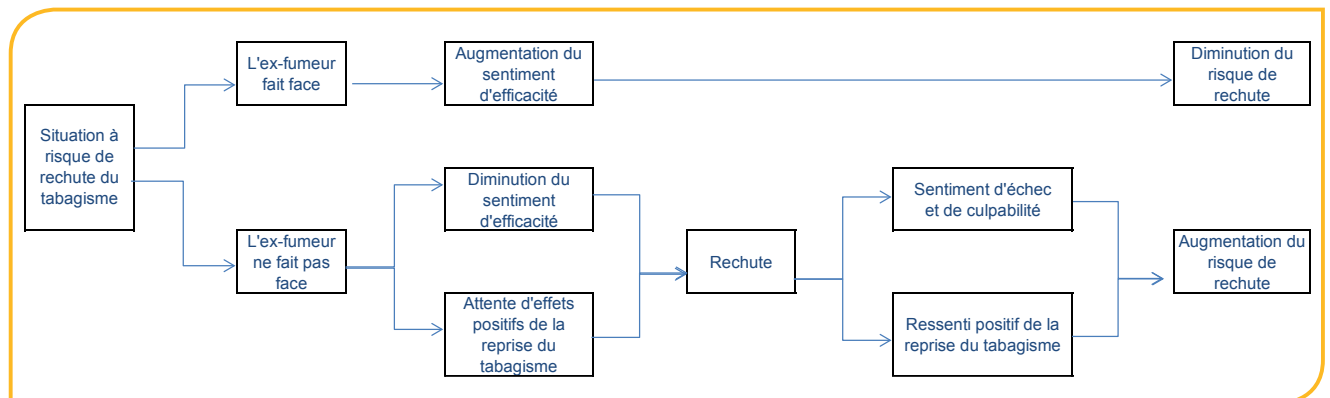 L'ex-fumeur
fait face
Augmentation du
sentiment
d'efficacité
Diminution du
risque de
rechute
Situation à
risque de
rechute du
tabagisme
Diminution du
sentiment
d'efficacité
Sentiment d'échec
et de culpabilité
L'ex-fumeur
ne fait pas
face
Rechute
Augmentation du
risque de
rechute
Attente d'effets
positifs de la
reprise du
tabagisme
Ressenti positif de la
reprise du tabagisme